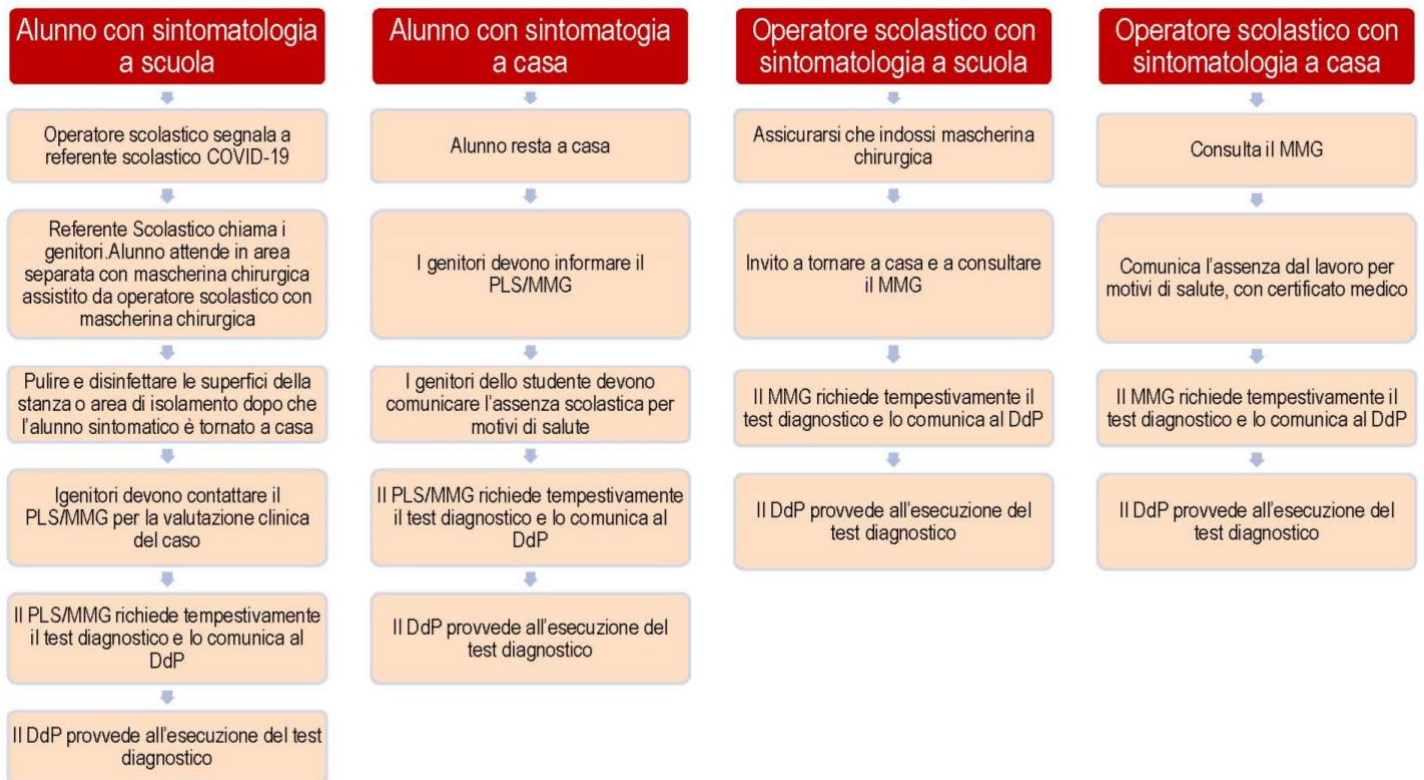 Alunno con sintomatologia
a scuola
Operatore scolastico segnala a
referente scolastico COVID-19
Referente Scolastico chiama i
genitori.Alunno attende in area
separata con mascherina chirurgica
assistito da operatore scolastico con
mascherina chirurgica
Pulire e disinfettare le superfici della
stanza o area di isolamento dopo che
l'alunno sintomatico è tornato a casa
Igenitori devono contattare il
PLS/MMG per la valutazione clinica
del caso
Il PLS/MMG richiede tempestivamente
il test diagnostico e lo comunica al
DdP
Il DdP provvede all'esecuzione del test
diagnostico
Alunno con sintomatogia
a casa
Alunno resta a casa
I genitori devono informare il
PLS/MMG
I genitori dello studente devono
comunicare l'assenza scolastica per
motivi di salute
Il PLS/MMG richiede tempestivamente
il test diagnostico e lo comunica al
DdP
Il DdP provvede all'esecuzione del
test diagnostico
Operatore scolastico con
sintomatologia a scuola
Assicurarsi che indossi mascherina
chirurgica
Invito a tornare a casa e a consultare
il MMG
Il MMG richiede tempestivamente il
test diagnostico e lo comunica al DdP
Il DdP provvede all'esecuzione del
test diagnostico
Operatore scolastico con
sintomatologia a casa
Consulta il MMG
Comunica l'assenza dal lavoro per
motivi di salute, con certificato medico
Il MMG richiede tempestivamente il
test diagnostico e lo comunica al DdP
Il DdP provvede all'esecuzione del
test diagnostico